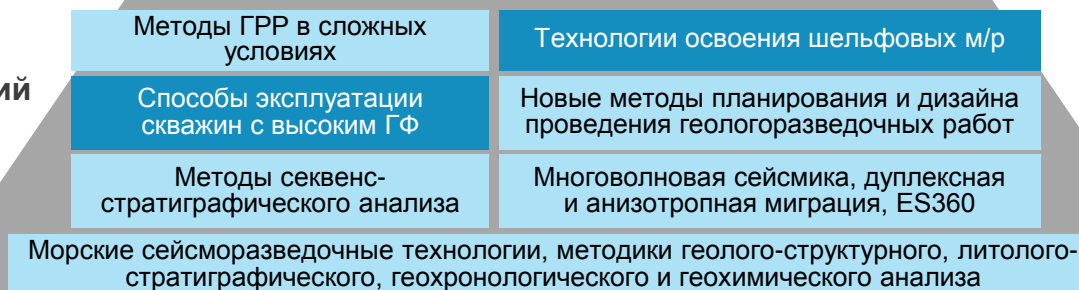 Методы ГРР в сложных
условиях
Технологии освоения шельфовых м/р
ий
Способы эксплуатации
скважин с высоким ГФ
Новые методы планирования и дизайна
проведения геологоразведочных работ
Методы секвенс-
стратиграфического анализа
Многоволновая сейсмика, дуплексная
и анизотропная миграция, ES360
Морские сейсморазведочные технологии, методики геолого-структурного, литолого-
стратиграфического, геохронологического и геохимического анализа